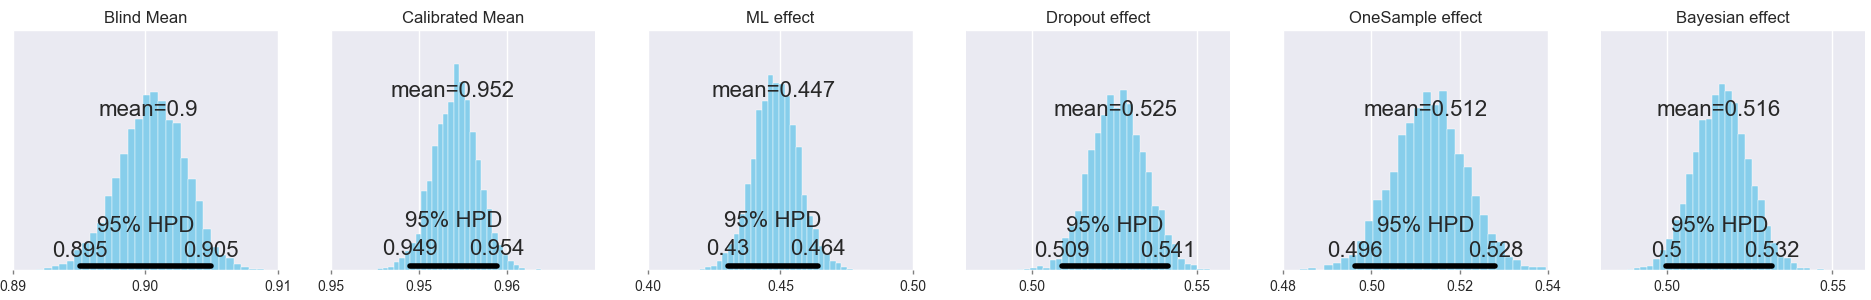 Blind Mean
mean=0.9
95% HPD
0.895 0.905
0.89 0.90 0.91
Calibrated Mean
mean=0.952
95% HPD
0.949 0.954
0.95 0.95 0.96
ML effect
mean=0.447
95% HPD
0.43 0.464
0.40 0.45 0.50
Dropout effect
mean=0.525
95% HPD
0.509 0.541
0.50 0.55
OneSample effect
mean=0.512
95% HPD
0.496 0.528
0.48 0.50 0.52 0.54
Bayesian effect
mean=0.516
95% HPD
0.5 0.532
0.50 0.55